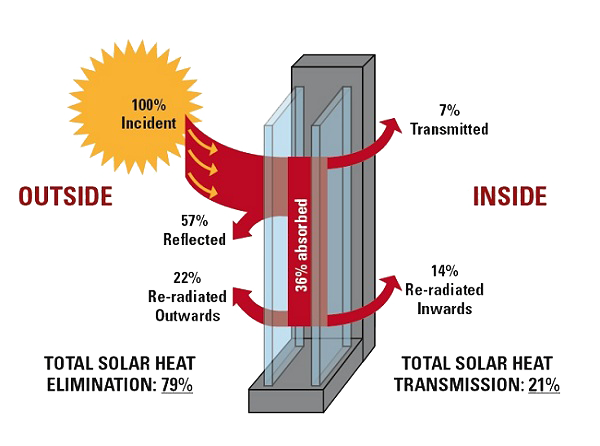 100%
Incident
7%
Transmitted
OUTSIDE
INSIDE
36% absorbed
57%
Reflected
22%
Re-radiated
Outwards
14%
Re-radiated
Inwards
TOTAL SOLAR HEAT
ELIMINATION: 79%
TOTAL SOLAR HEAT
TRANSMISSION: 21%